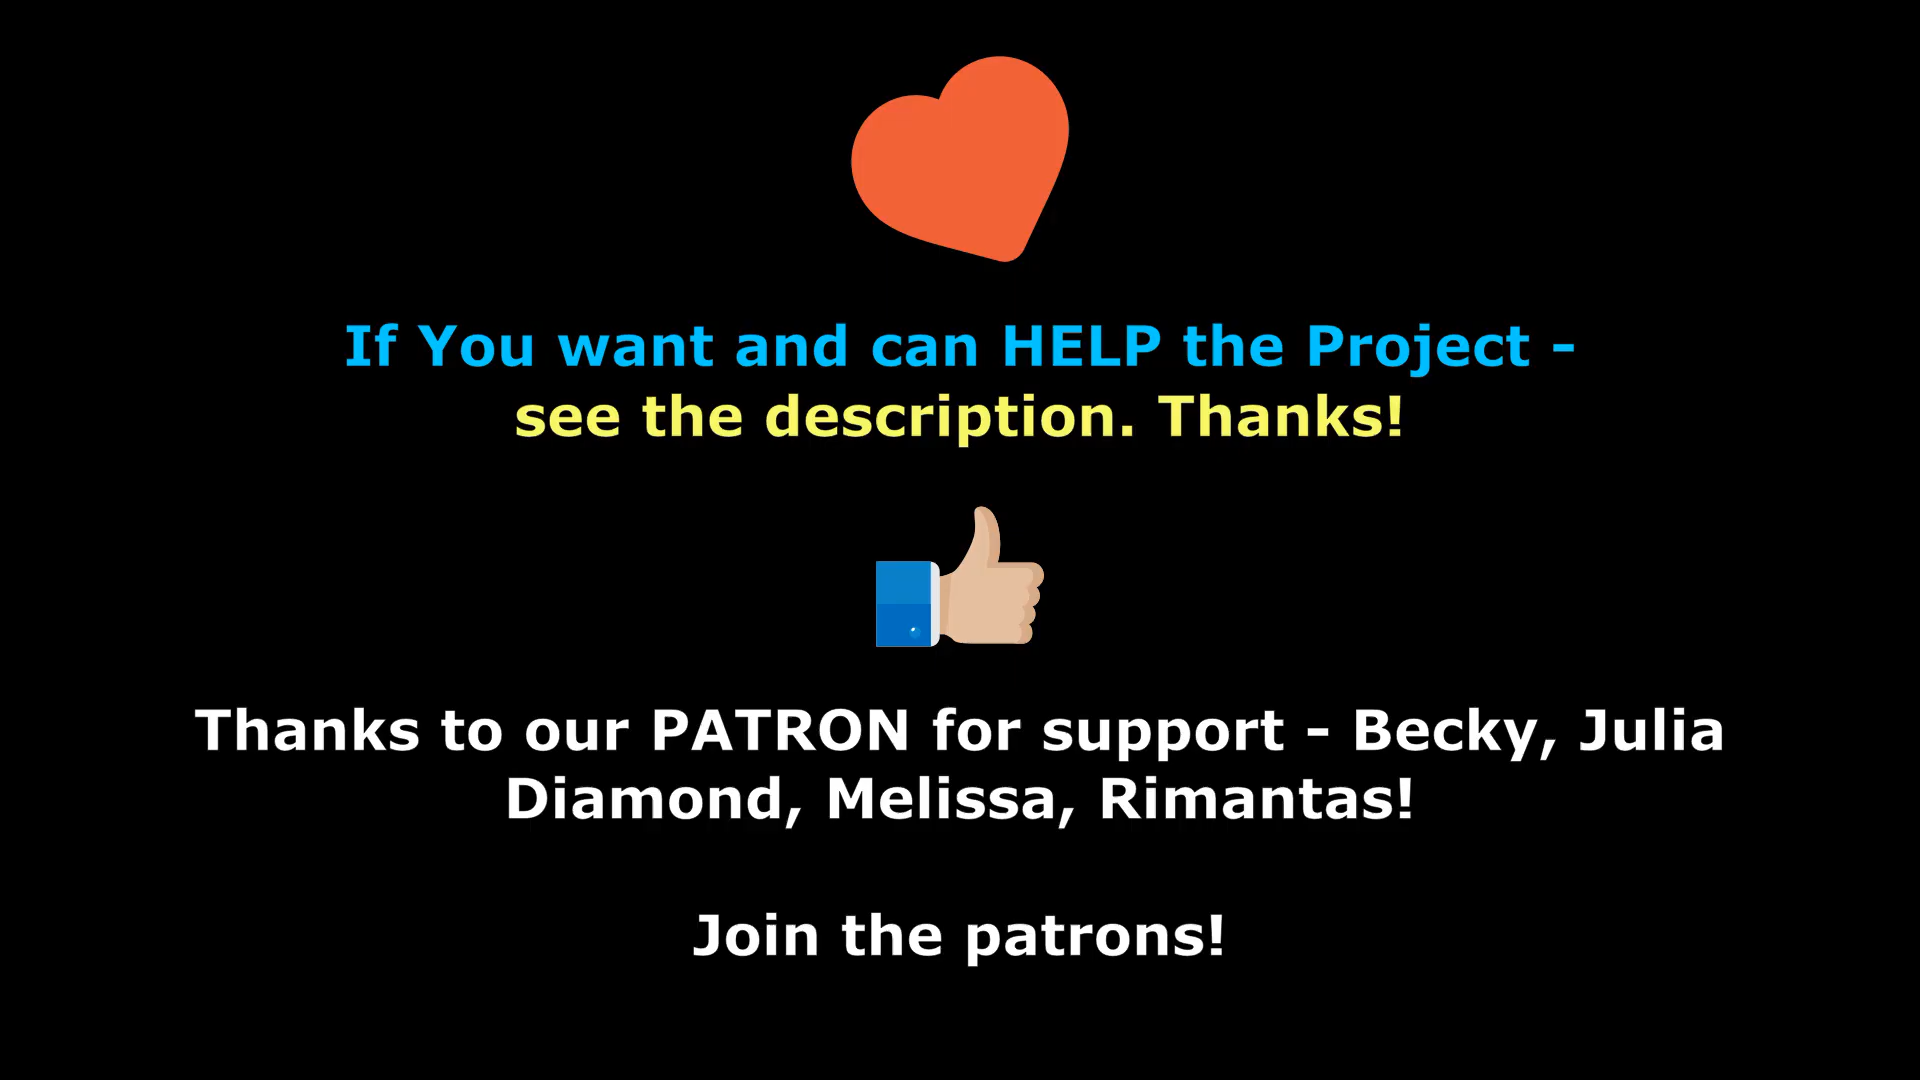 If You want and can HELP the Project -
see the description. Thanks!
Thanks to our PATRON for support - Becky, Julia
Diamond, Melissa, Rimantas!
Join the patrons!